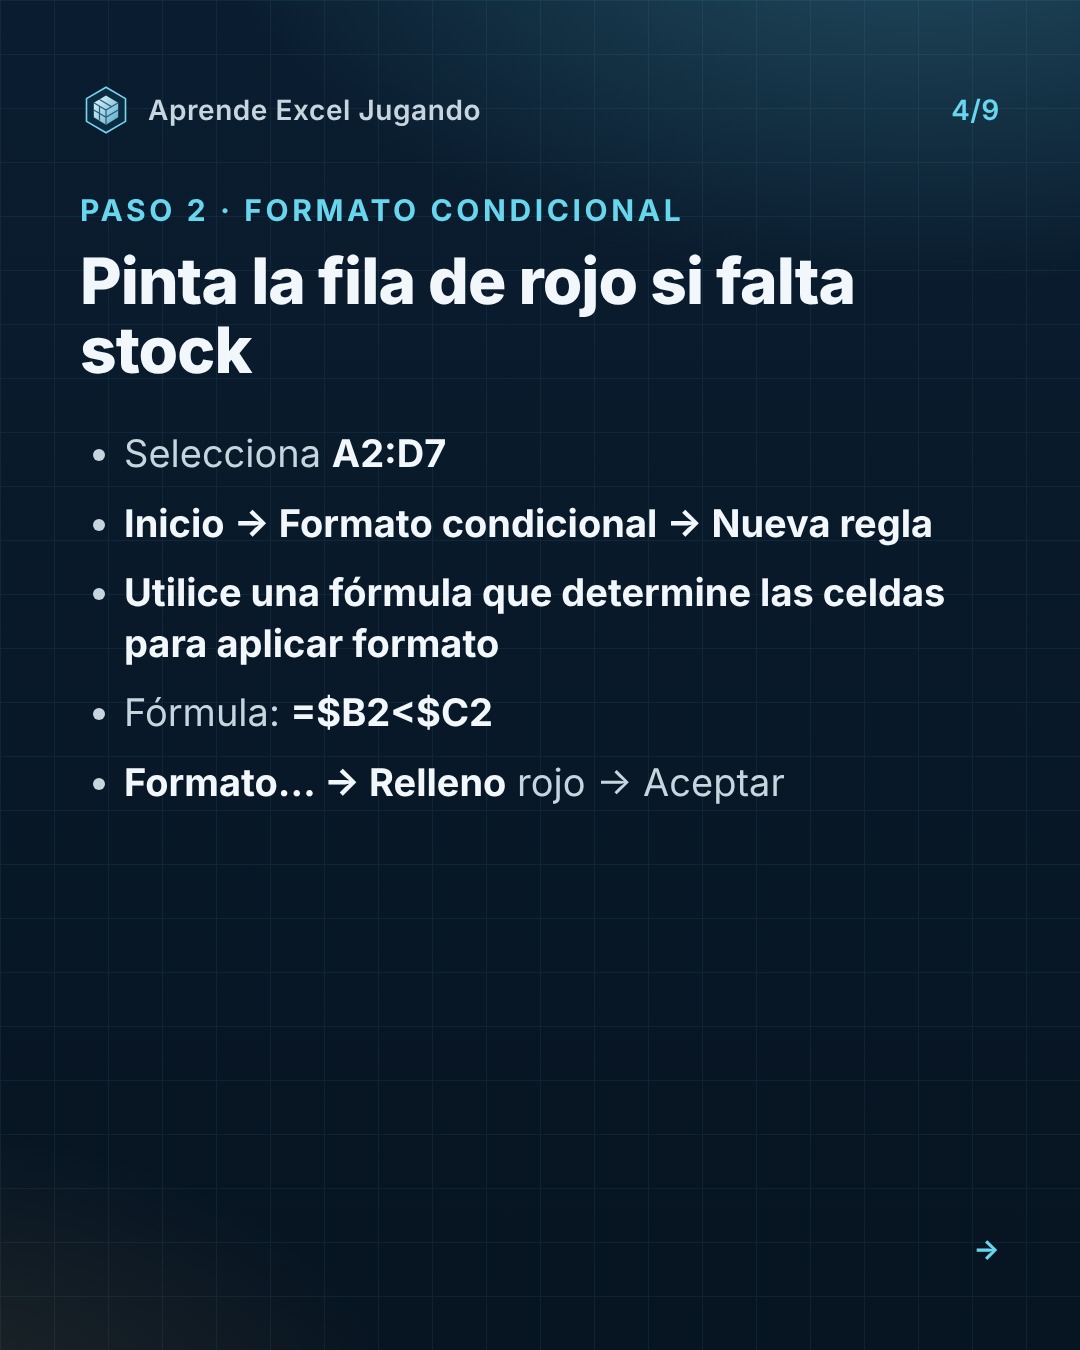 Aprende Excel Jugando
4/9
PASO 2 · FORMATO CONDICIONAL
Pinta la fila de rojo si falta
stock
• Selecciona A2:D7
• Inicio → Formato condicional → Nueva regla
• Utilice una fórmula que determine las celdas
para aplicar formato
• Fórmula: =$B2<$C2
• Formato... → Relleno rojo → Aceptar
→